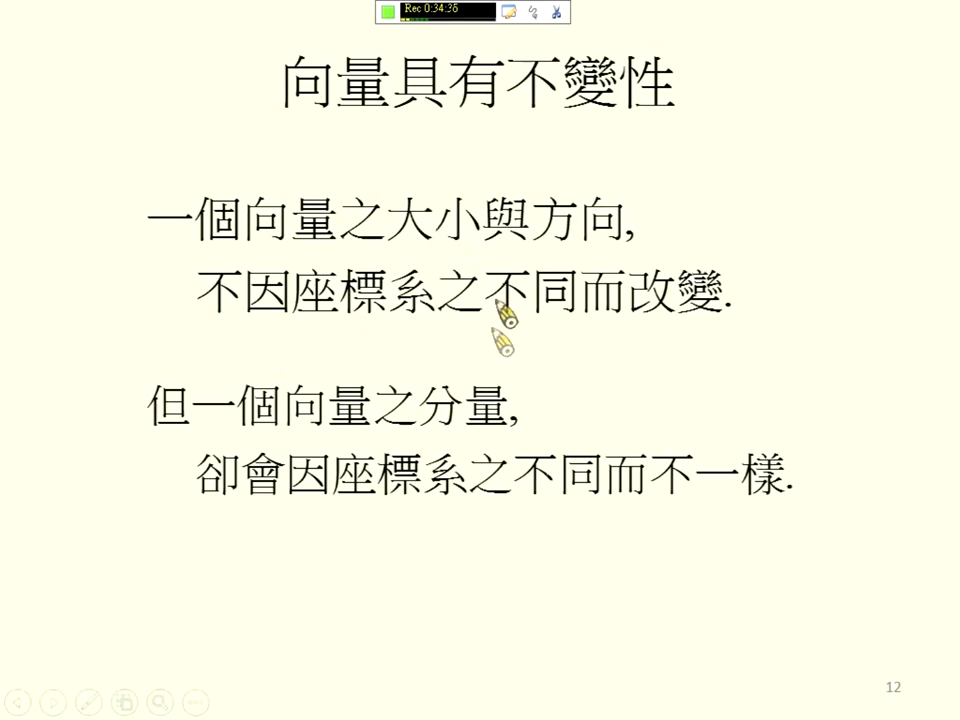 Rec 0:34:35
向量具有不變性
一個向量之大小與方向,
不因座標系之不同而改變.
但一個向量之分量,
卻會因座標系之不同而不一樣.
12